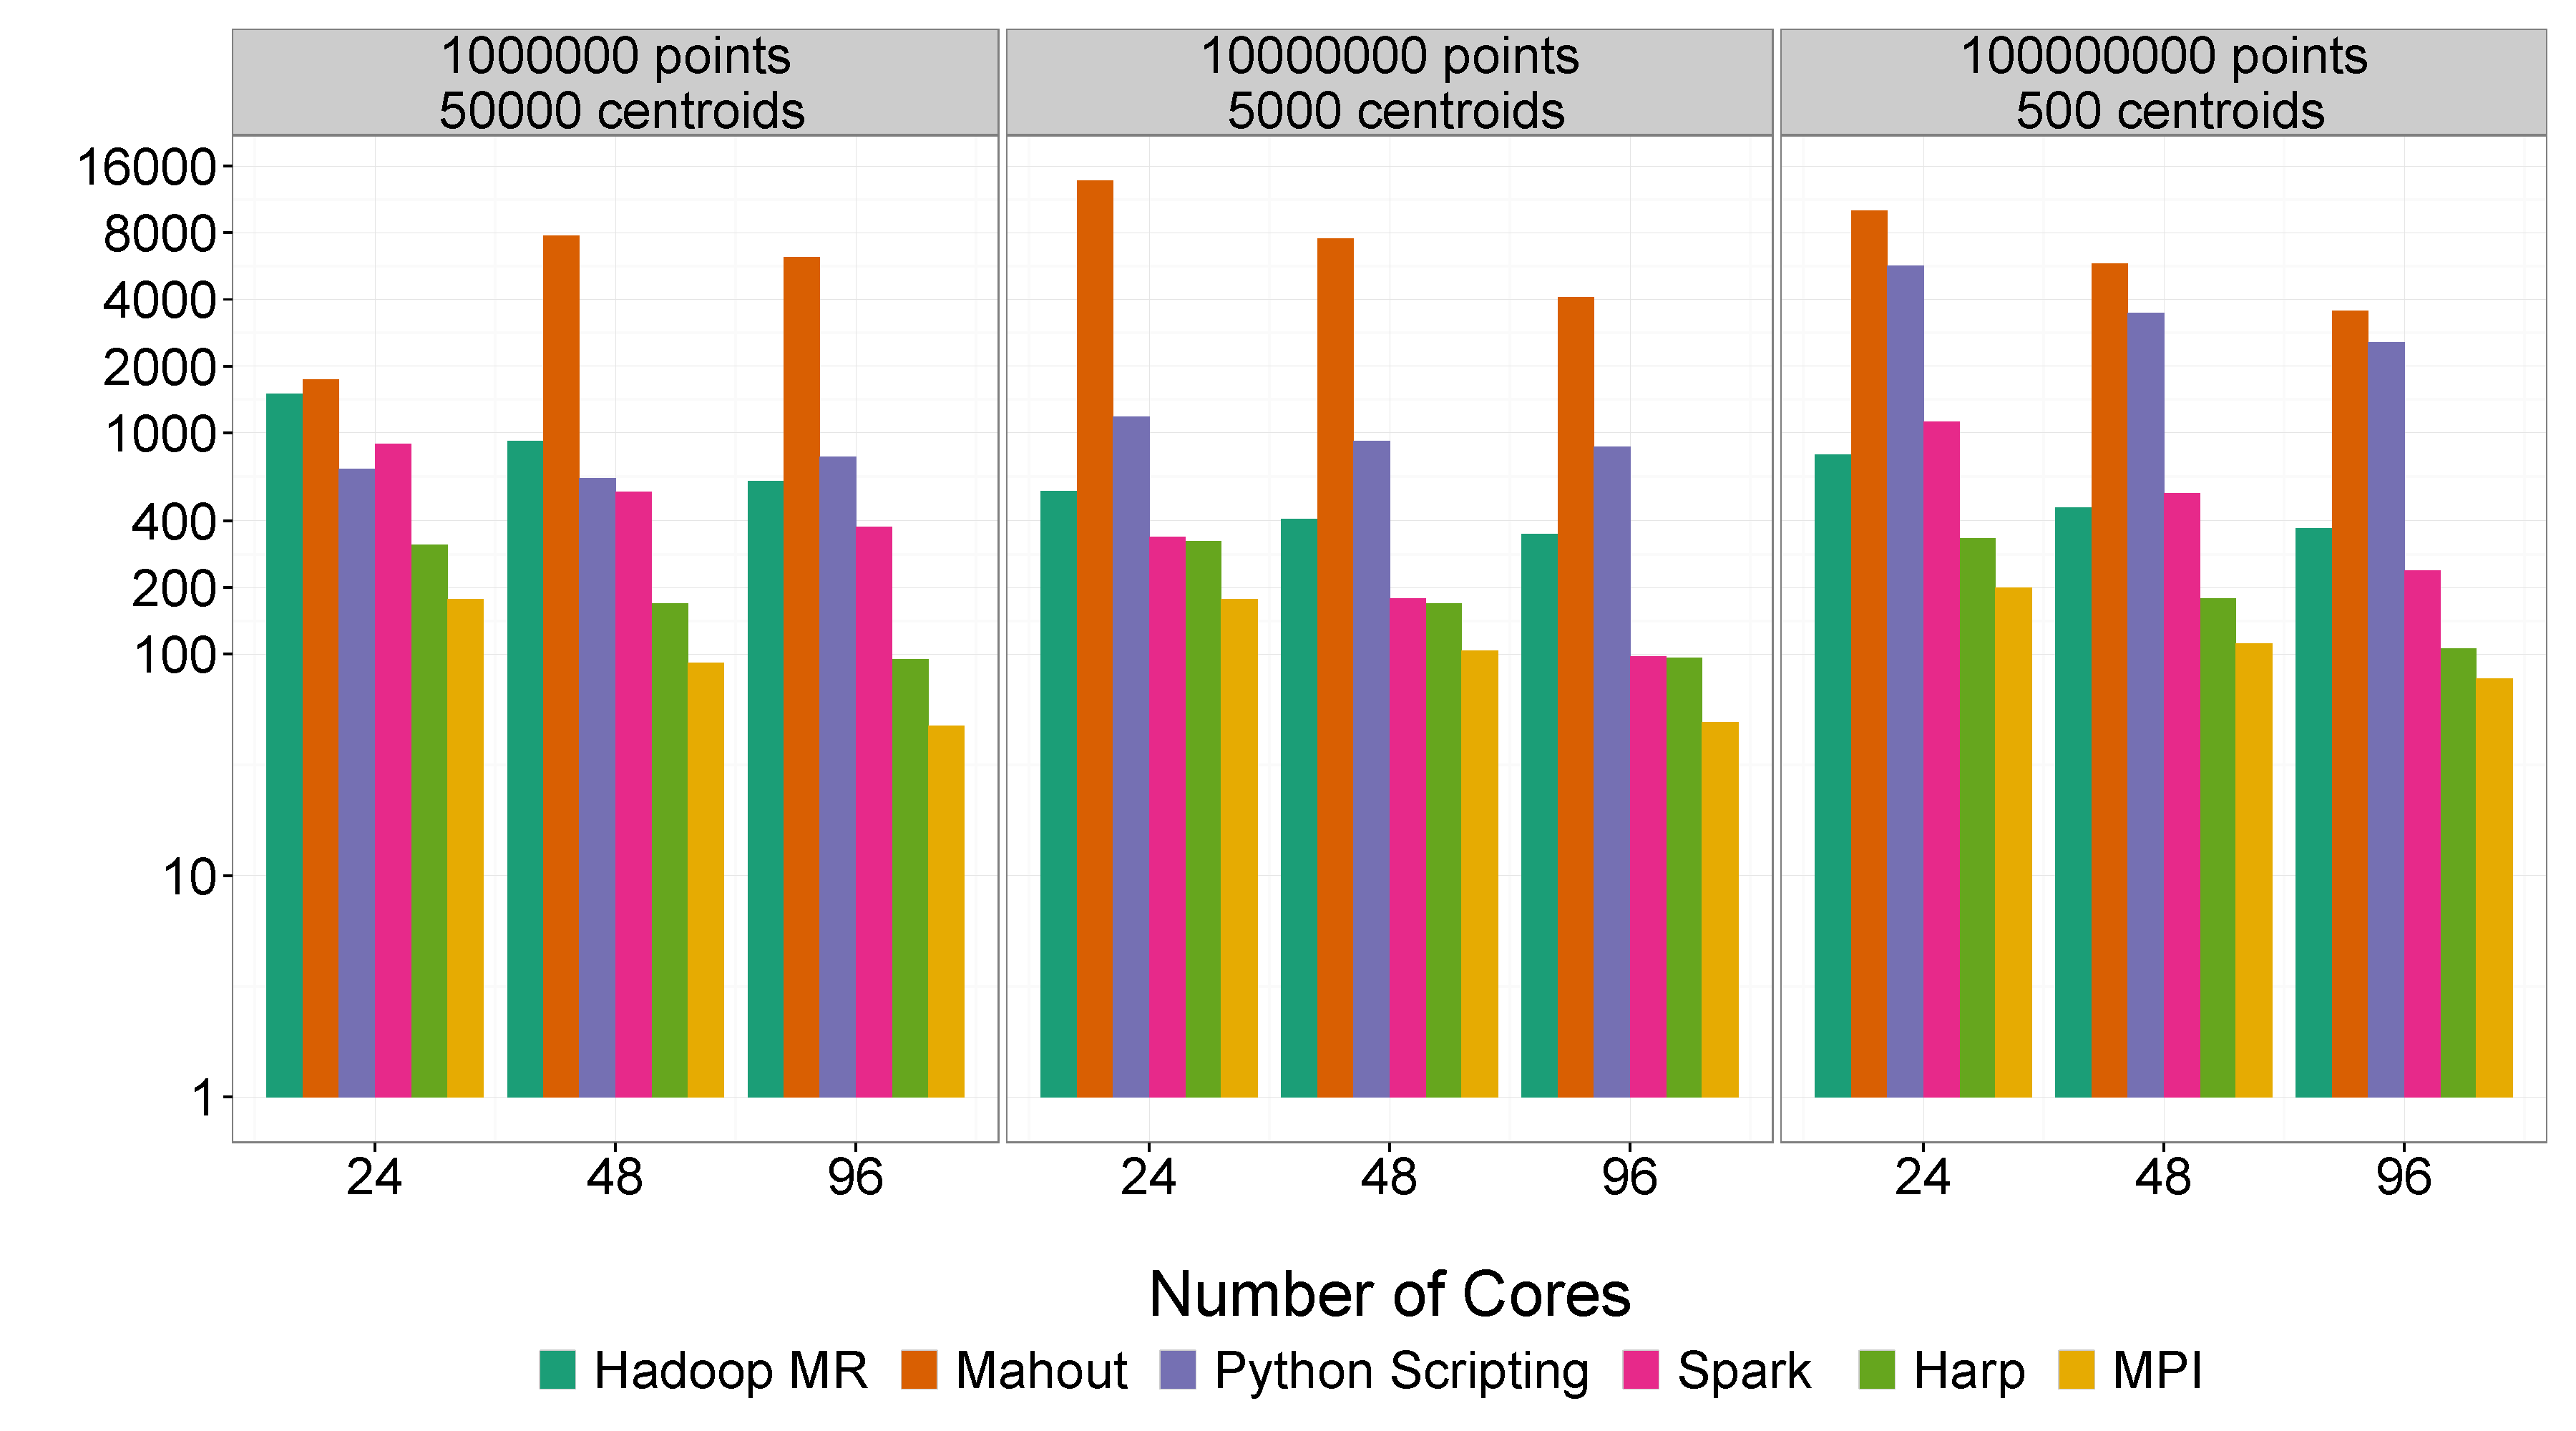 1000000 points
50000 centroids
10000000 points
5000 centroids
100000000 points
500 centroids
16000
8000
4000
2000
1000
400
200
100
10
1
24 48 96
24 48 96
24 48 96
Number of Cores
Hadoop MR Mahout Python Scripting Spark Harp MPI